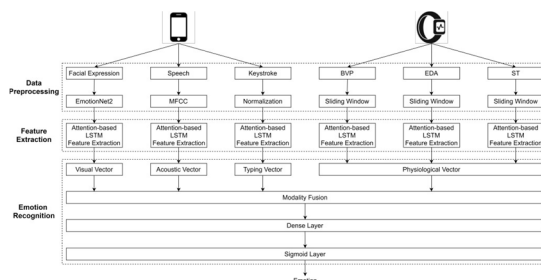 Facial Expression Speech Keystroke BVP EDA ST
Data
Preprocessing
EmotionNet2 MFCC Normalization Sliding Window Sliding Window Sliding Window
Feature
Extraction
Attention-based Attention-based Attention-based Attention-based Attention-based Attention-based
LSTM LSTM LSTM LSTM LSTM LSTM
Feature Extraction Feature Extraction Feature Extraction Feature Extraction Feature Extraction Feature Extraction
Visual Vector Acoustic Vector Typing Vector Physiological Vector
Emotion
Recognition
Modality Fusion
Dense Layer
Sigmoid Layer